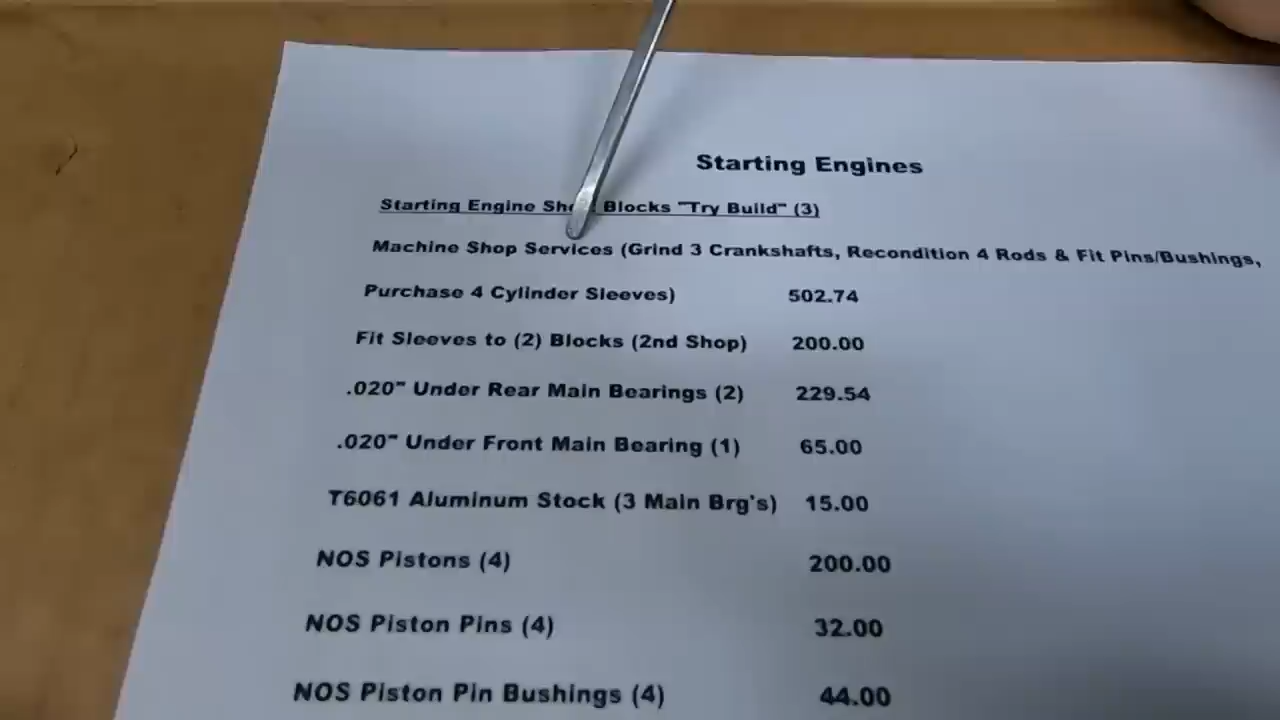 Starting Engines
Starting Engine Blocks "Try Build" (3)
Machine Shop Services (Grind 3 Crankshafts, Recondition 4 Rods & Fit Pins/Bushings,
Purchase 4 Cylinder Sleeves) 502.74
Fit Sleeves to (2) Blocks (2nd Shop) 200.00
.020" Under Rear Main Bearings (2) 229.54
.020" Under Front Main Bearing (1) 65.00
T6061 Aluminum Stock (3 Main Brg's) 15.00
NOS Pistons (4) 200.00
NOS Piston Pins (4) 32.00
NOS Piston Pin Bushings (4) 44.00